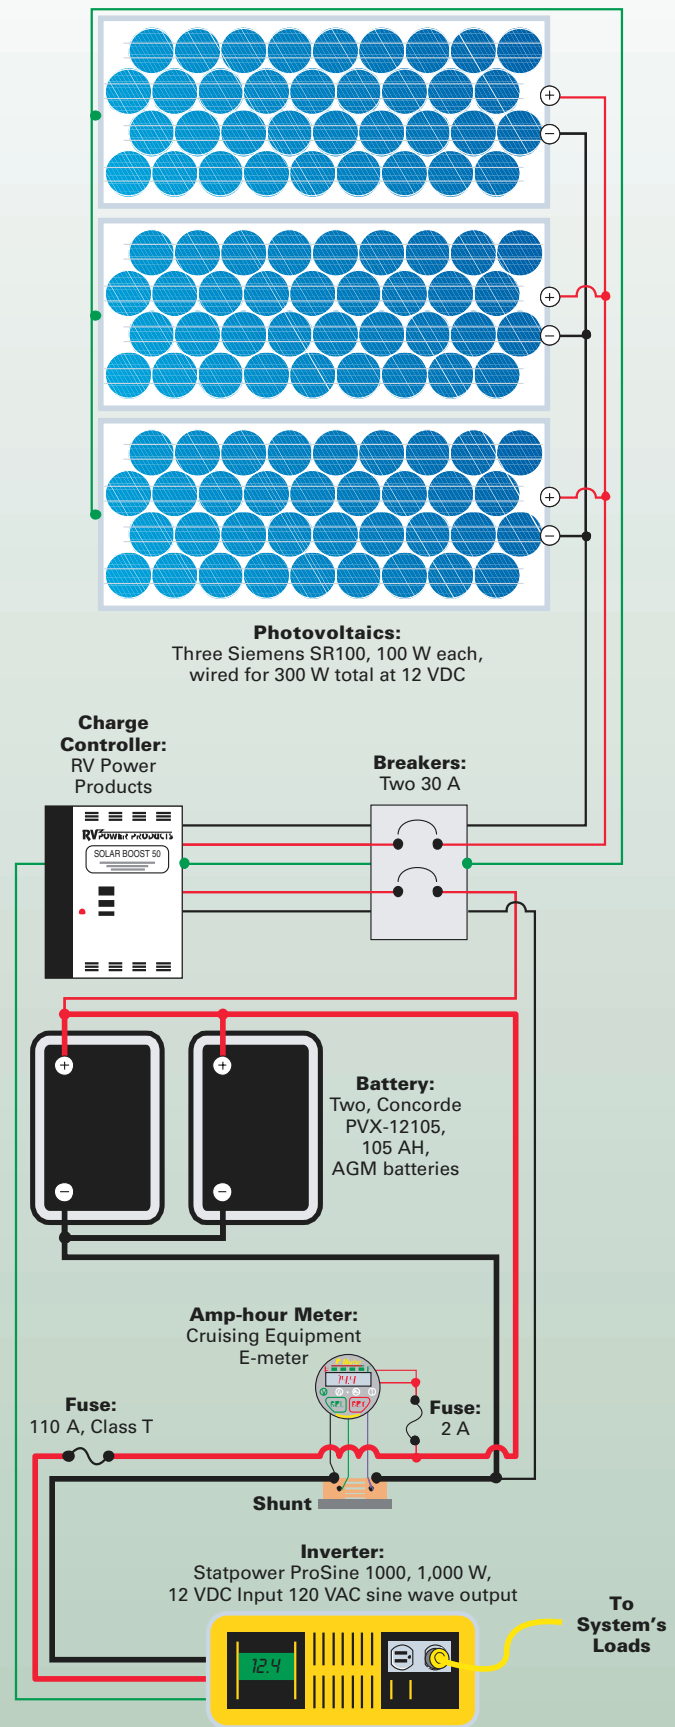 +
−
+
−
+
−
Photovoltaics:
Three Siemens SR100, 100 W each,
wired for 300 W total at 12 VDC
Charge
Controller:
RV Power
Products
Breakers:
Two 30 A
RV POWER PRODUCTS
SOLAR BOOST 50
+
+
Battery:
Two, Concorde
PVX-12105,
105 AH,
AGM batteries
−
−
Amp-hour Meter:
Cruising Equipment
E-meter
Fuse:
110 A, Class T
Fuse:
2 A
Shunt
Inverter:
Statpower ProSine 1000, 1,000 W,
12 VDC Input 120 VAC sine wave output
To
System's
Loads
12.4